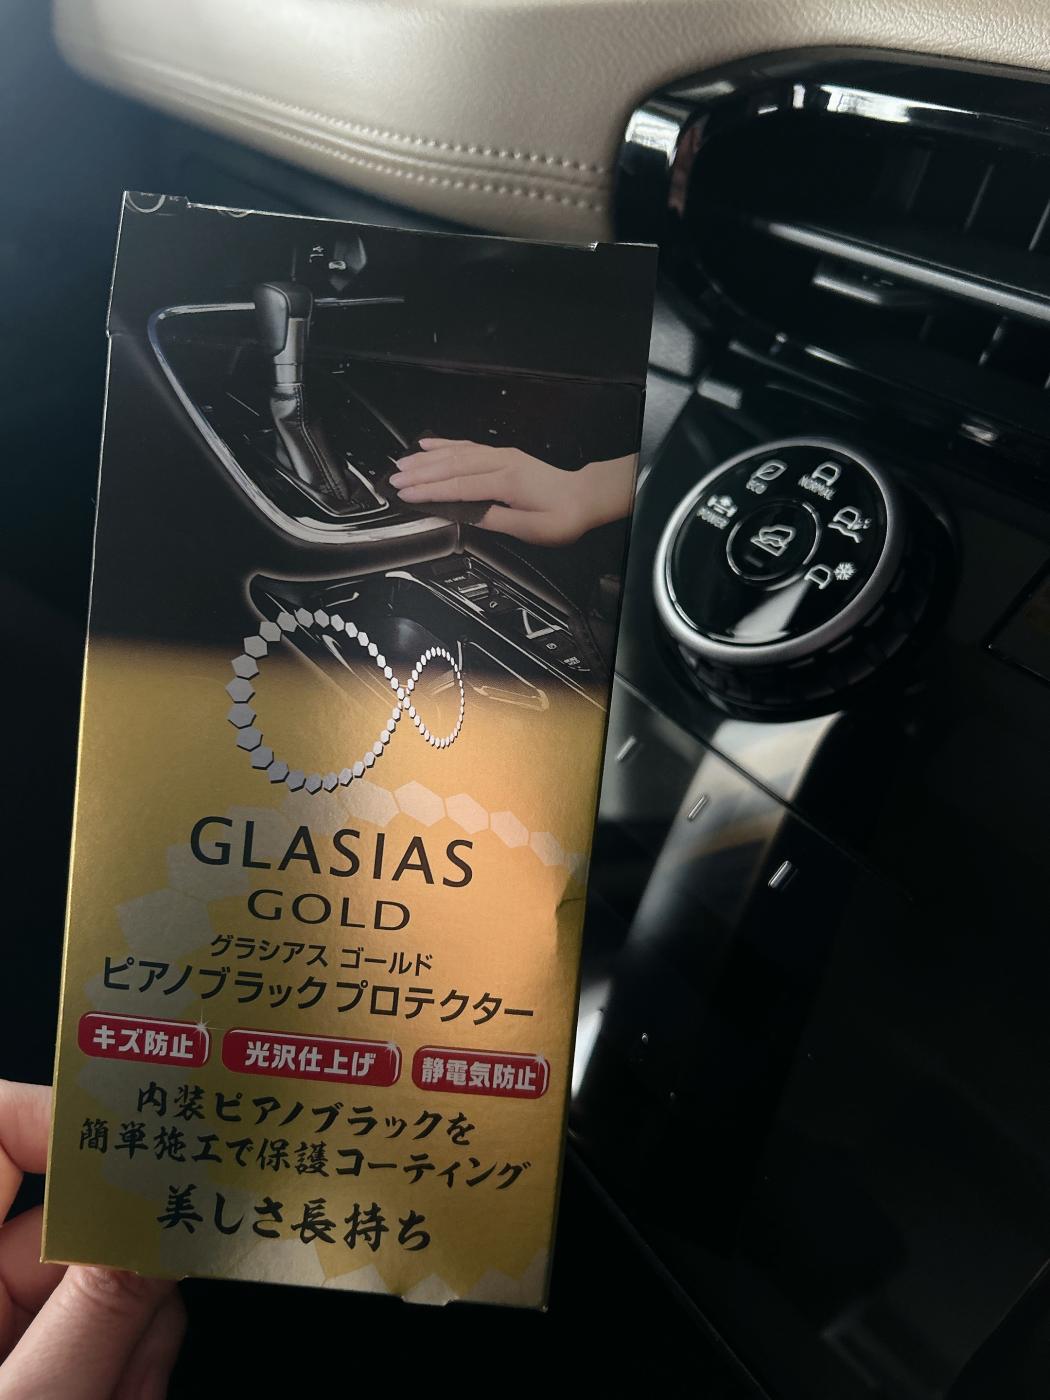 GLASIAS
GOLD
グラシアス ゴールド
ピアノブラックプロテクター
キズ防止 光沢仕上げ 静電気防止
内装ピアノブラックを
簡単施工で保護コーティング
美しさ長持ち
POWER ECO NORMAL